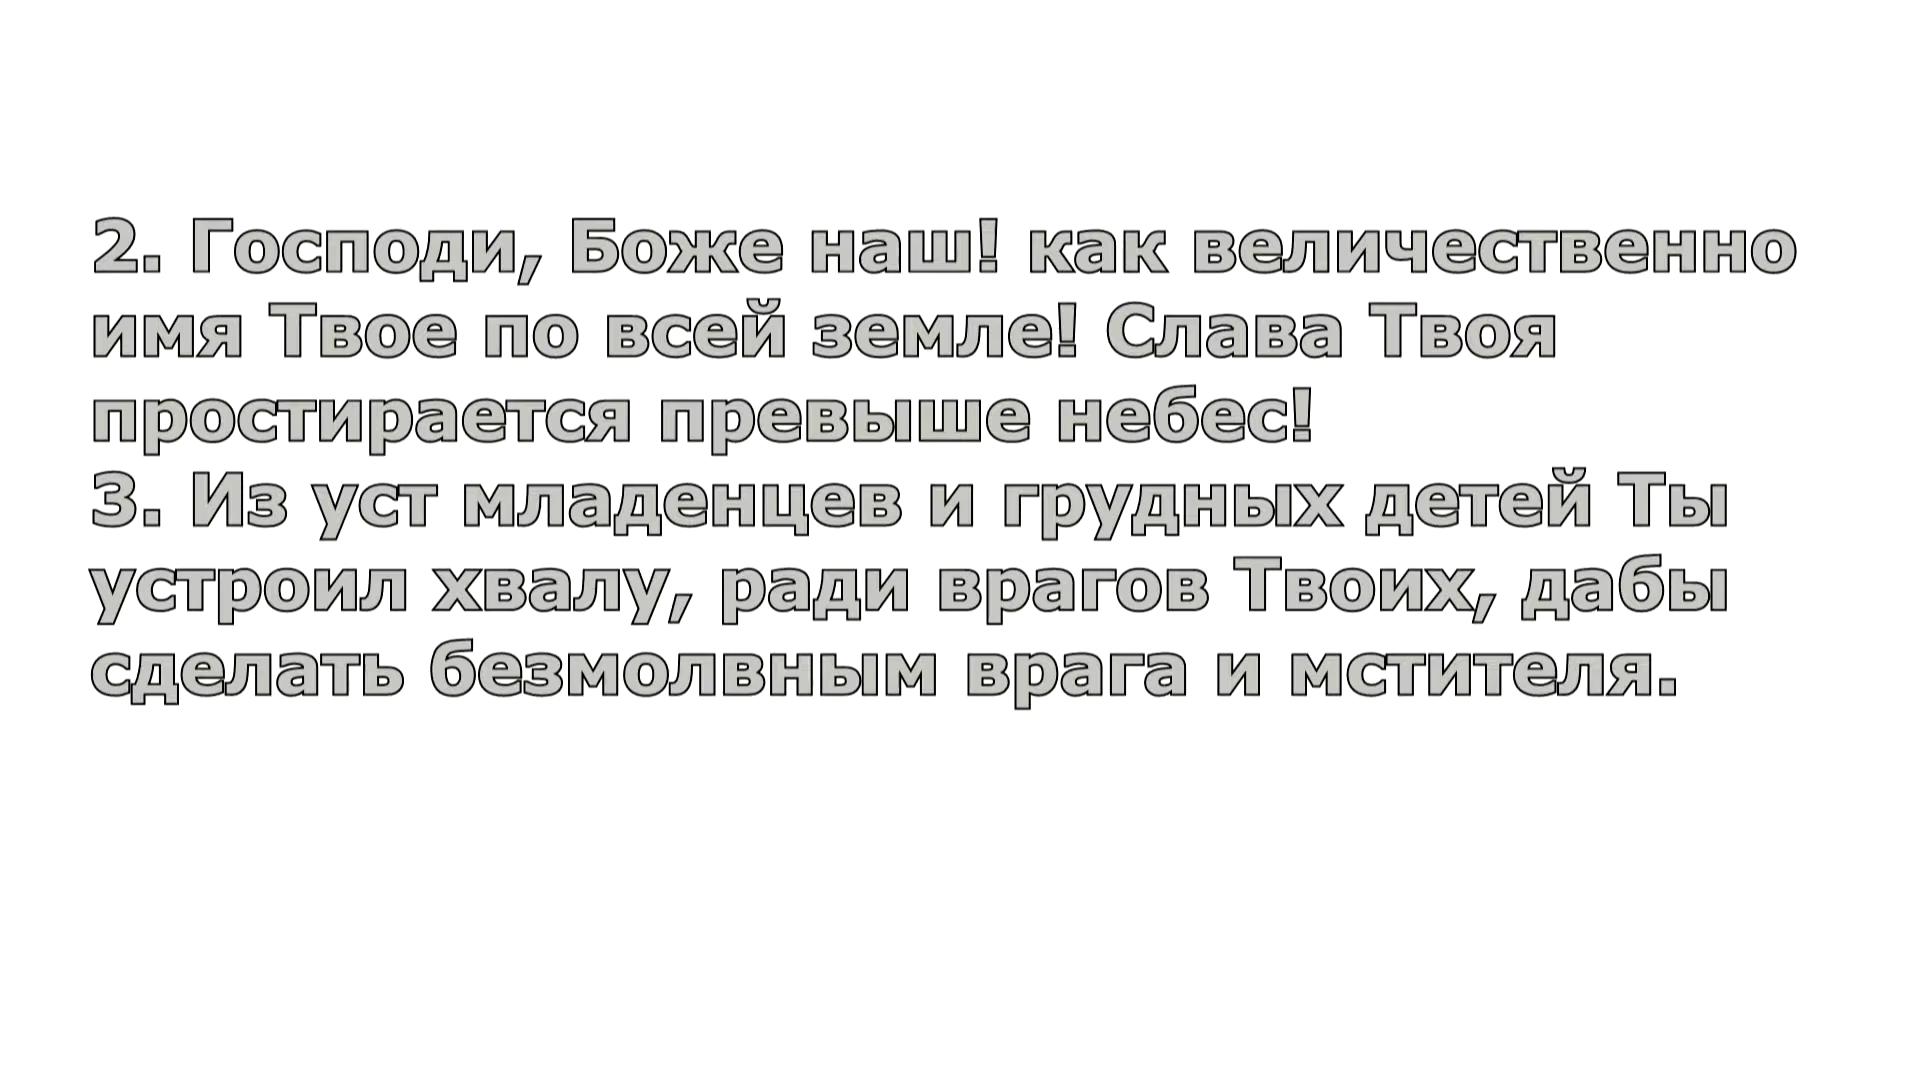 2. Господи, Боже наш! как величественно
имя Твое по всей земле! Слава Твоя
простирается превыше небес!
3. Из уст младенцев и грудных детей Ты
устроил хвалу, ради врагов Твоих, дабы
сделать безмолвным врага и мстителя.